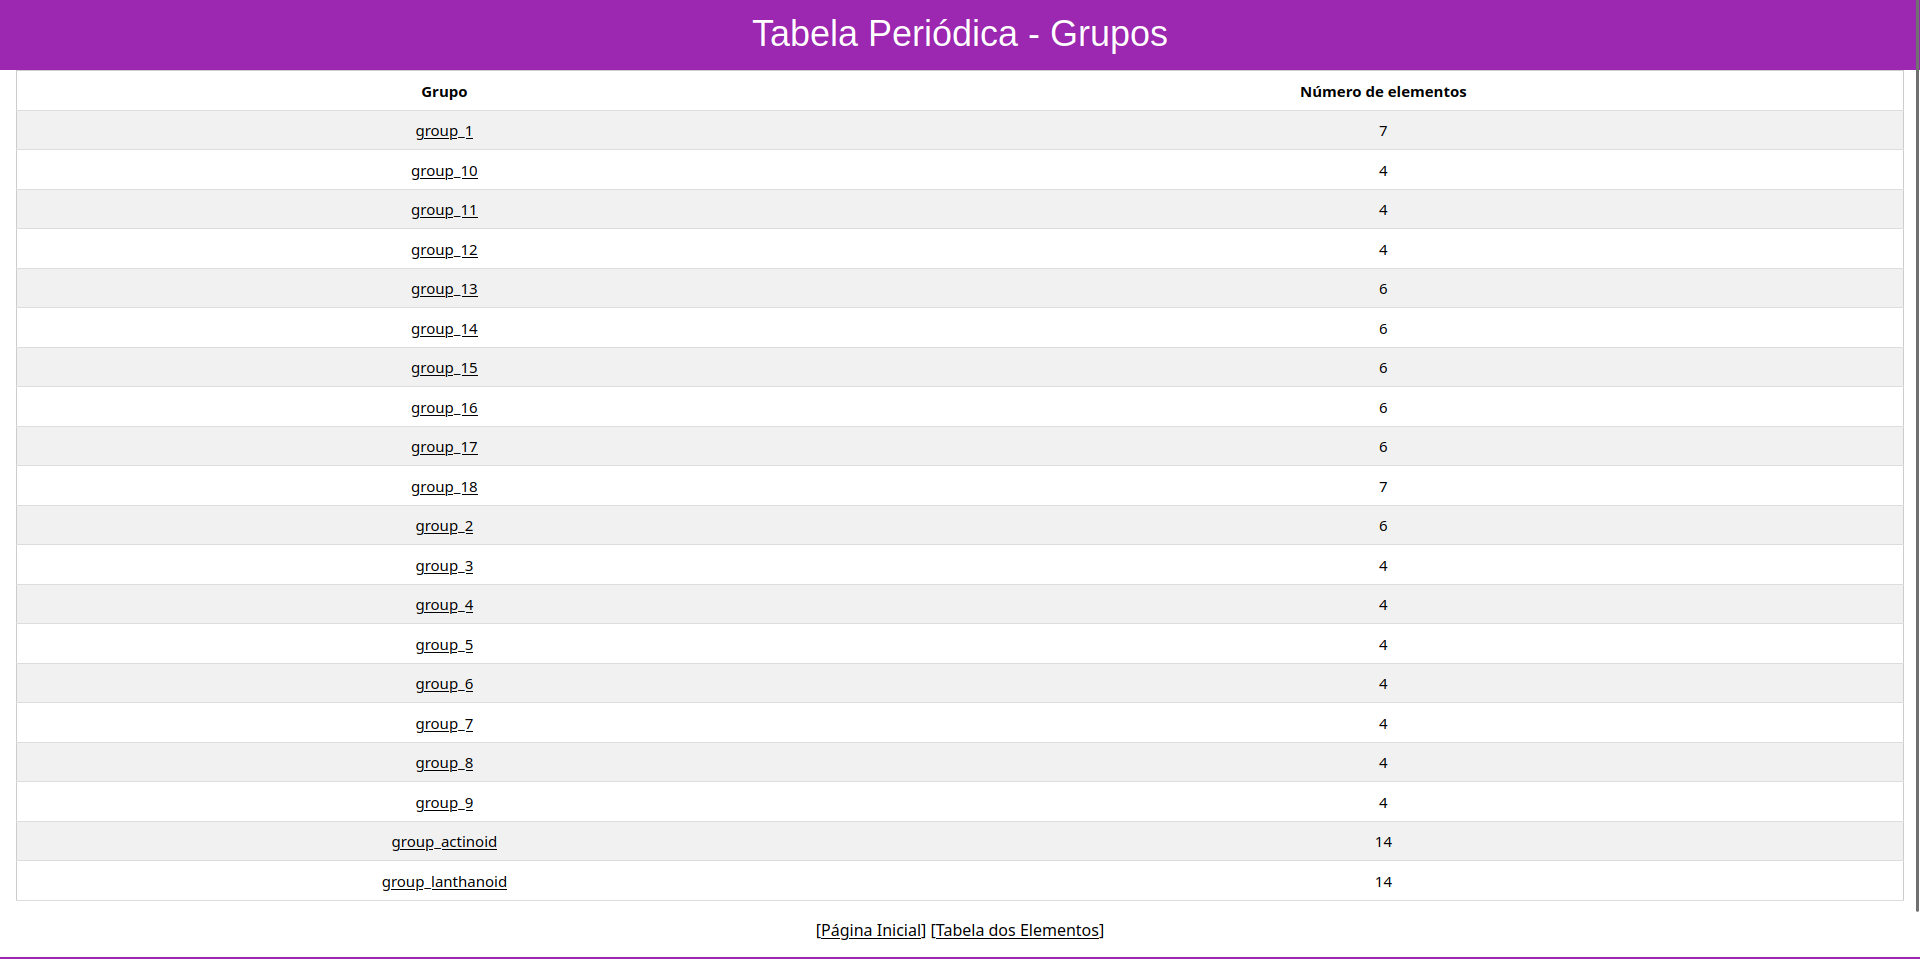 Tabela Periódica - Grupos
Grupo Número de elementos
group_1 7
group_10 4
group_11 4
group_12 4
group_13 6
group_14 6
group_15 6
group_16 6
group_17 6
group_18 7
group_2 6
group_3 4
group_4 4
group_5 4
group_6 4
group_7 4
group_8 4
group_9 4
group_actinoid 14
group_lanthanoid 14
[Página Inicial] [Tabela dos Elementos]